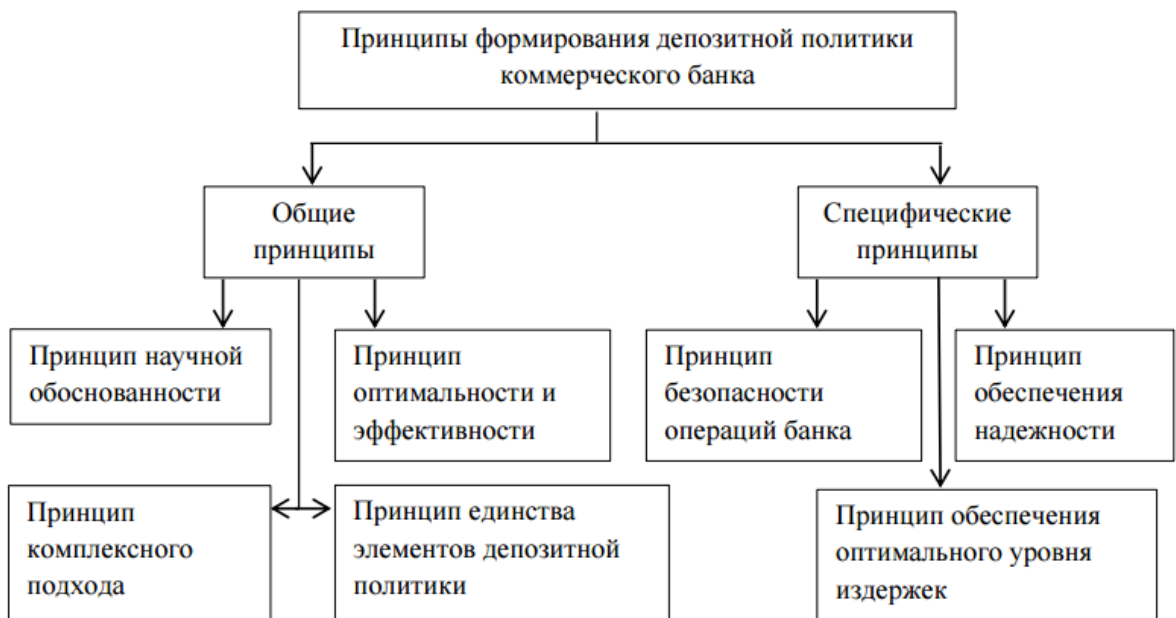 Принципы формирования депозитной политики
коммерческого банка
Общие
принципы
Специфические
принципы
Принцип научной
обоснованности
Принцип
оптимальности и
эффективности
Принцип
безопасности
операций банка
Принцип
обеспечения
надежности
Принцип
комплексного
подхода
Принцип единства
элементов депозитной
политики
Принцип обеспечения
оптимального уровня
издержек